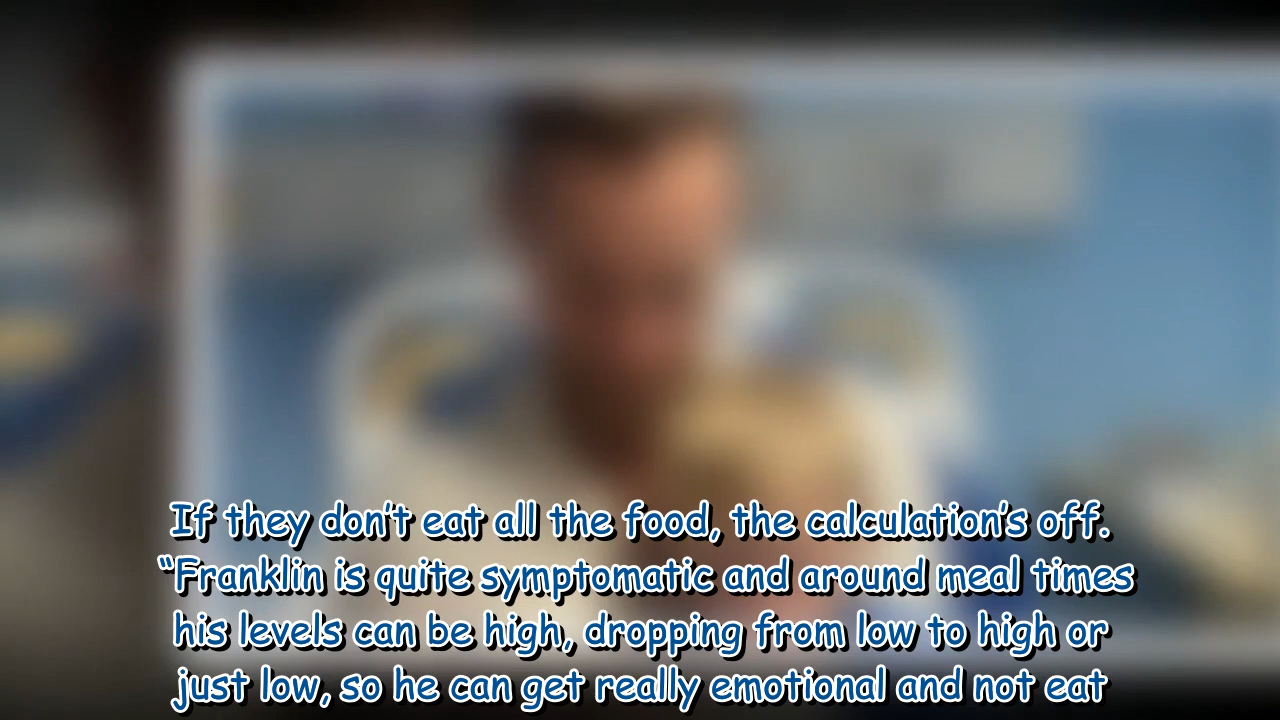 If they don’t eat all the food, the calculation’s off.
“Franklin is quite symptomatic and around meal times
his levels can be high, dropping from low to high or
just low, so he can get really emotional and not eat